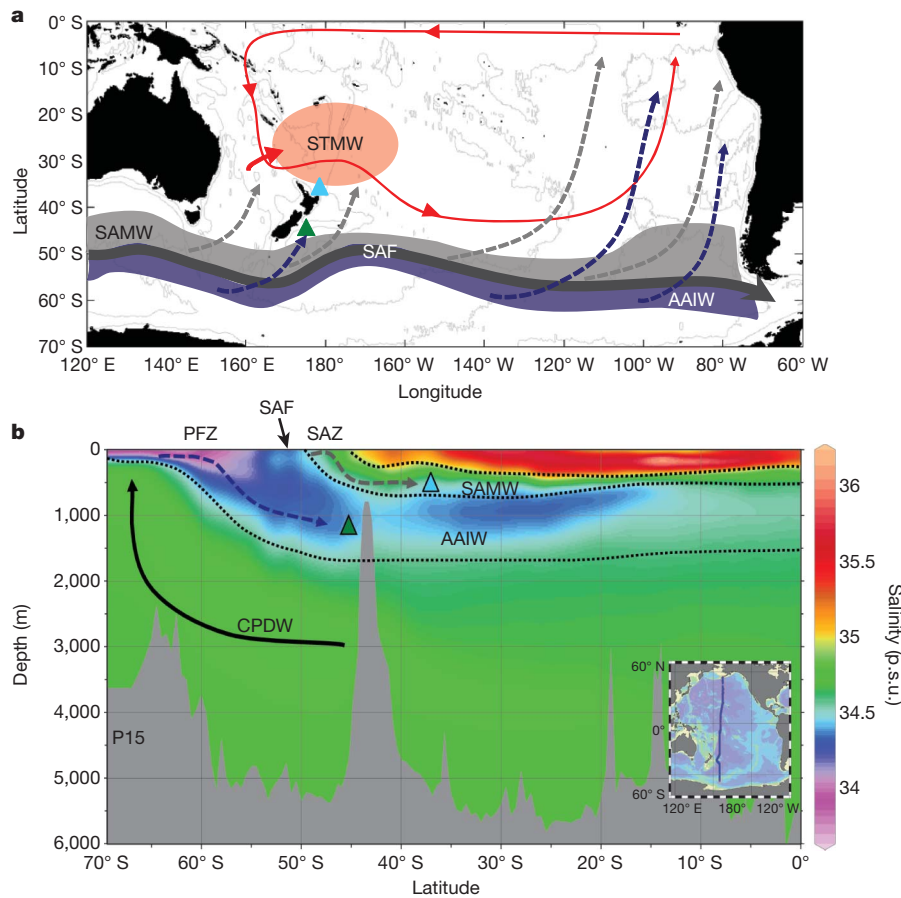 a
0° S
10° S
20° S
30° S
40° S
50° S
60° S
70° S
Latitude
STMW
SAMW
SAF
AAIW
120° E 140° E 160° E 180° E 160° W 140° W 120° W 100° W 80° W 60° W
Longitude
b
SAF
PFZ SAZ
0
1,000
2,000
3,000
4,000
5,000
6,000
Depth (m)
SAMW
AAIW
CPDW
P15
60° N
0°
60° S
120° E 180° 120° W
70° S 60° S 50° S 40° S 30° S 20° S 10° S 0°
Latitude
36
35.5
35
34.5
34
Salinity (p.s.u.)